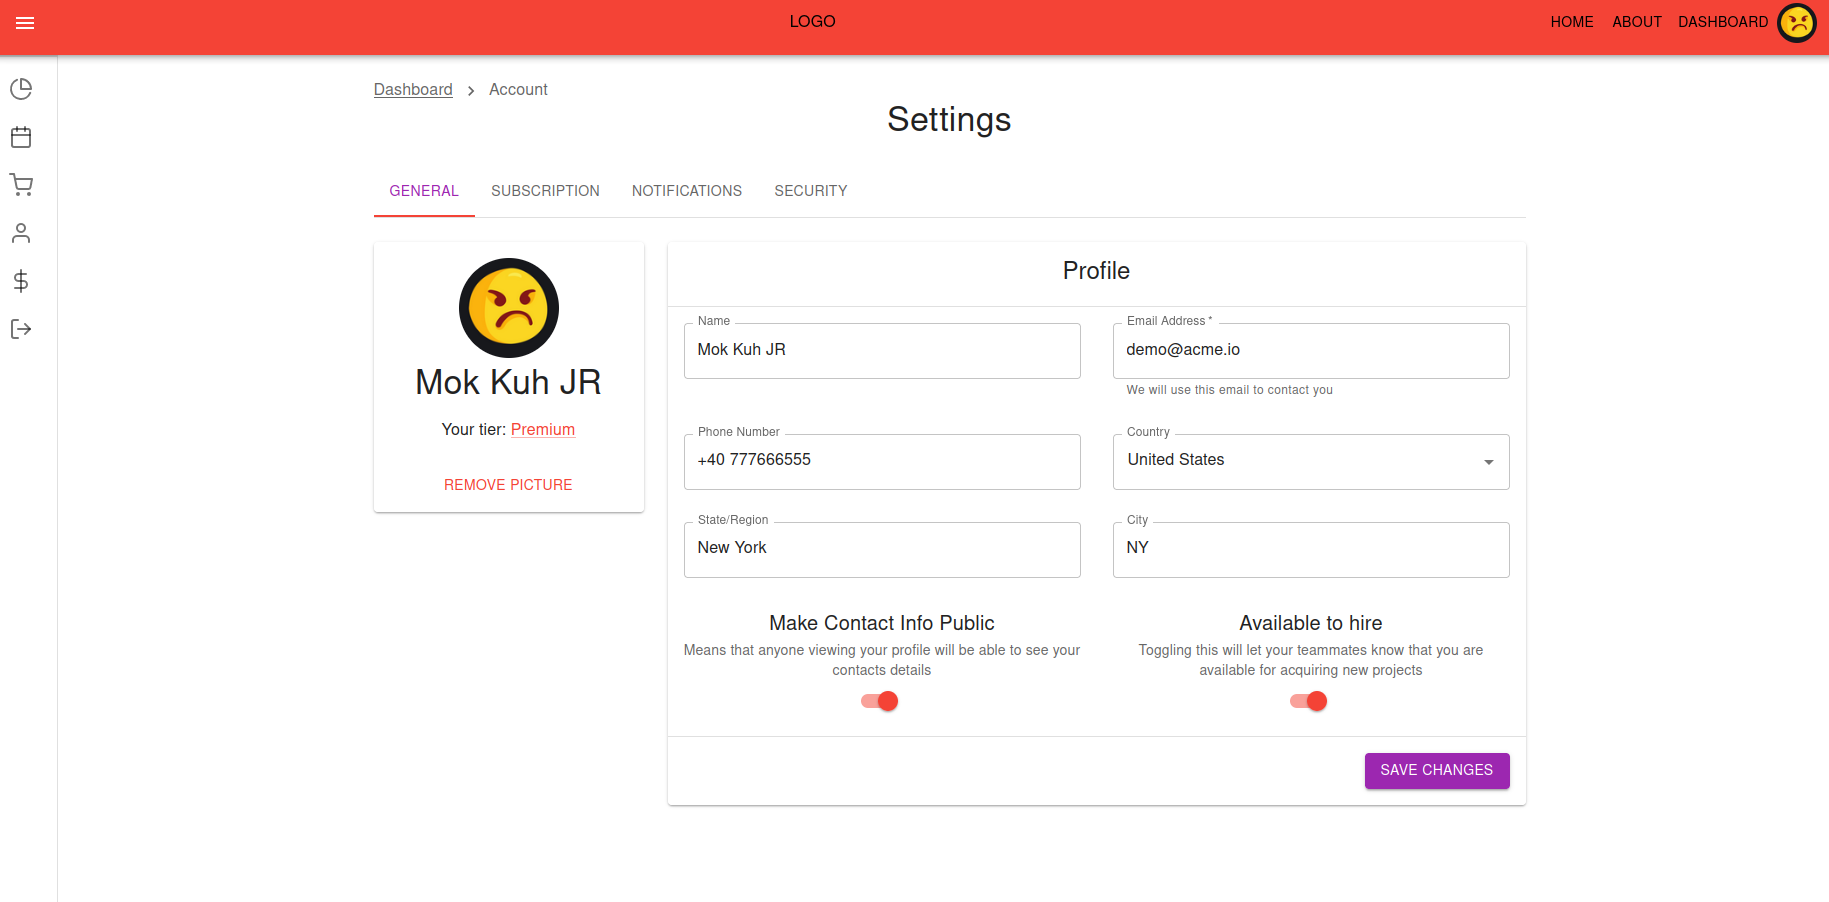 LOGO
HOME ABOUT DASHBOARD
Dashboard > Account
Settings
GENERAL SUBSCRIPTION NOTIFICATIONS SECURITY
Mok Kuh JR
Your tier: Premium
REMOVE PICTURE
Profile
Name
Mok Kuh JR
Email Address *
demo@acme.io
We will use this email to contact you
Phone Number
+40 777666555
Country
United States
State/Region
New York
City
NY
Make Contact Info Public
Means that anyone viewing your profile will be able to see your
contacts details
Available to hire
Toggling this will let your teammates know that you are
available for acquiring new projects
SAVE CHANGES